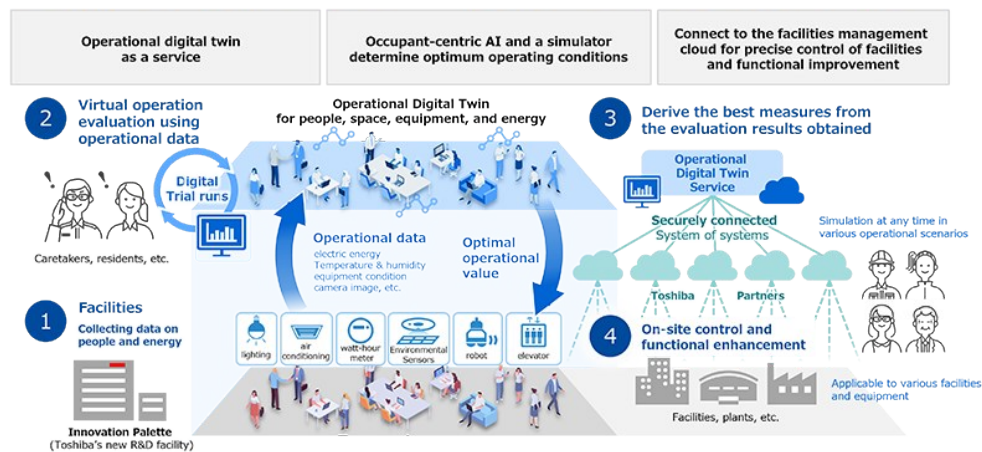 Operational digital twin
as a service
Occupant-centric AI and a simulator
determine optimum operating conditions
Connect to the facilities management
cloud for precise control of facilities
and functional improvement
2
Virtual operation
evaluation using
operational data
Digital
Trial runs
Caretakers, residents, etc.
1
Facilities
Collecting data on
people and energy
Innovation Palette
(Toshiba's new R&D facility)
Operational Digital Twin
for people, space, equipment, and energy
Operational data
electric energy
Temperature & humidity
equipment condition
camera image, etc.
Optimal
operational
value
lighting
air
conditioning
watt-hour
meter
Environmental
Sensors
robot
elevator
3
Derive the best measures from
the evaluation results obtained
Operational
Digital Twin
Service
Securely connected
System of systems
Simulation at any time in
various operational scenarios
Toshiba
Partners
4
On-site control and
functional enhancement
Facilities, plants, etc.
Applicable to various facilities
and equipment